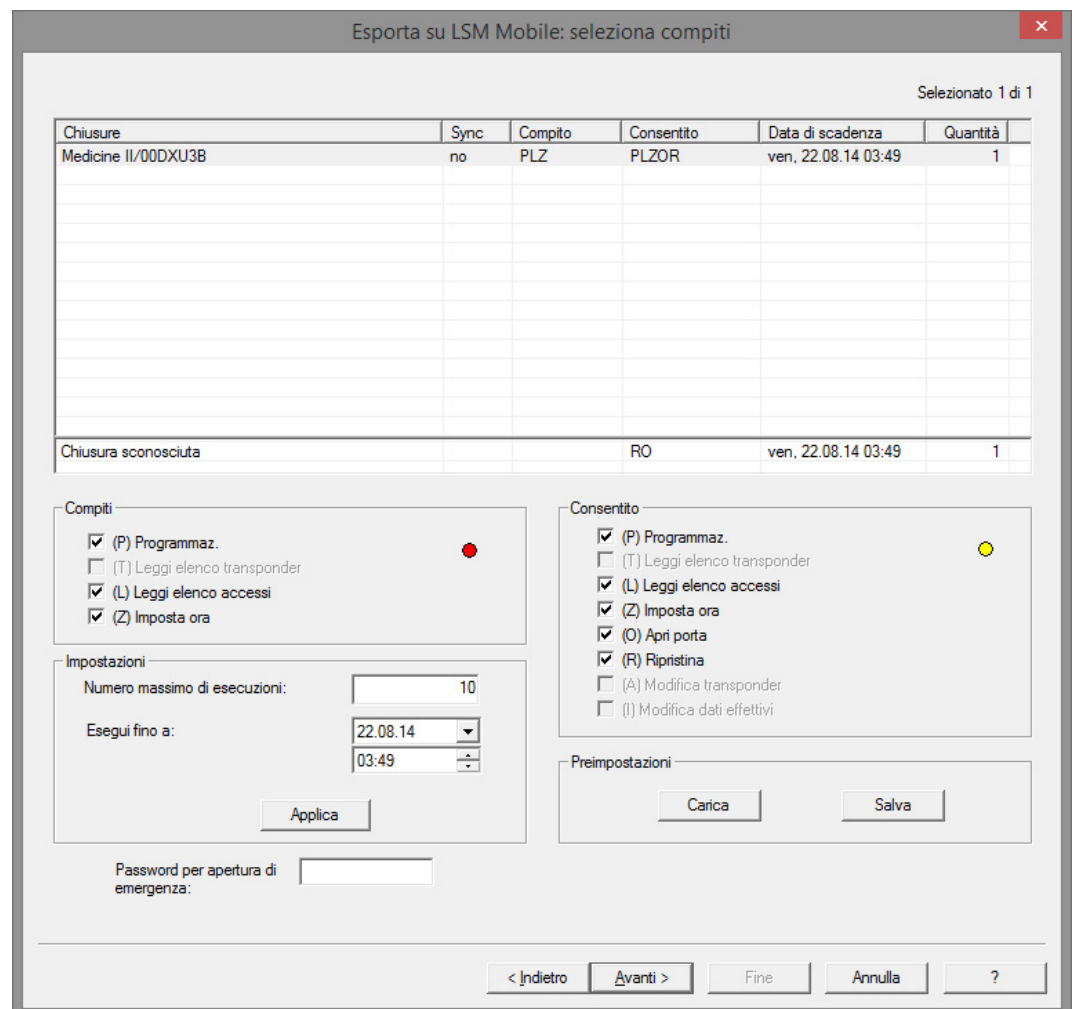 Esporta su LSM Mobile: seleziona compiti
Selezionato 1 di 1
Chiusure Sync Compito Consentito Data di scadenza Quantità
Medicine II/00DXU3B no PLZ PLZOR ven, 22.08.14 03:49 1
Chiusura sconosciuta RO ven, 22.08.14 03:49 1
Compiti
(P) Programmaz.
(T) Leggi elenco transponder
(L) Leggi elenco accessi
(Z) Imposta ora
Consentito
(P) Programmaz.
(T) Leggi elenco transponder
(L) Leggi elenco accessi
(Z) Imposta ora
(O) Apri porta
(R) Ripristina
(A) Modifica transponder
(I) Modifica dati effettivi
Impostazioni
Numero massimo di esecuzioni: 10
Esegui fino a: 22.08.14
03:49
Applica
Preimpostazioni
Carica Salva
Password per apertura di
emergenza:
< Indietro Avanti > Fine Annulla ?